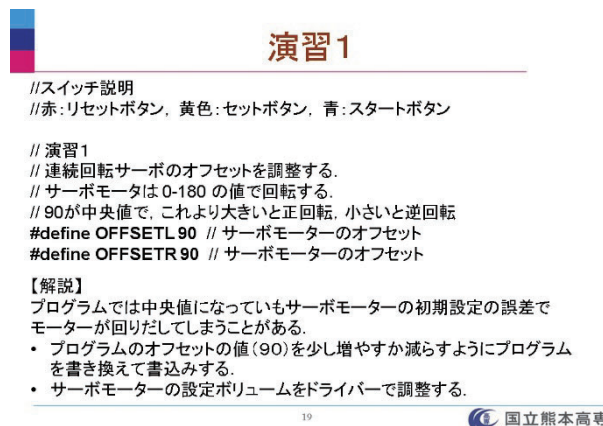 演習1
//スイッチ説明
//赤:リセットボタン, 黄色:セットボタン, 青:スタートボタン
// 演習1
// 連続回転サーボのオフセットを調整する.
// サーボモータは0-180 の値で回転する.
// 90が中央値で, これより大きいと正回転, 小さいと逆回転
#define OFFSETL 90 // サーボモーターのオフセット
#define OFFSETR 90 // サーボモーターのオフセット
【解説】
プログラムでは中央値になっていもサーボモーターの初期設定の誤差で
モーターが回りだしてしまうことがある.
• プログラムのオフセットの値(90)を少し増やすか減らすようにプログラム
を書き換えて書込みする.
• サーボモーターの設定ボリュームをドライバーで調整する.
19
国立熊本高専